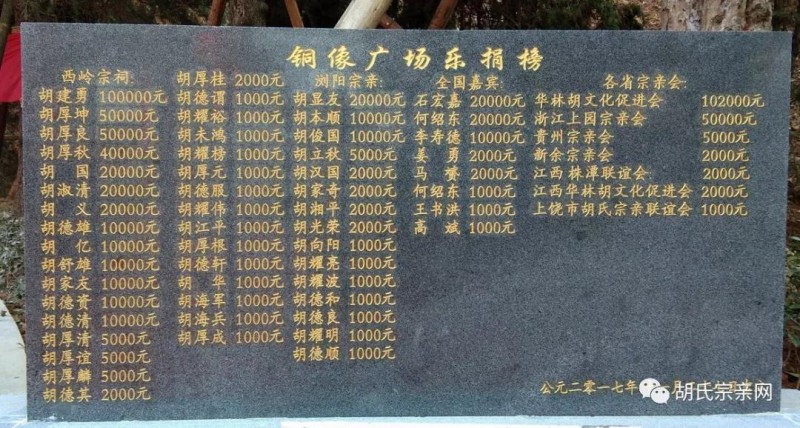 铜像广场乐捐榜
西岭宗祠:
胡建勇 100000元
胡厚坤 50000元
胡厚良 50000元
胡厚秋 40000元
胡国 20000元
胡淑清 20000元
胡义 20000元
胡德雄 10000元
胡亿 10000元
胡舒雄 10000元
胡家友 10000元
胡德资 10000元
胡德清 10000元
胡厚清 5000元
胡厚谊 5000元
胡厚麟 5000元
胡德其 2000元
胡厚桂 2000元
胡德谓 1000元
胡耀裕 1000元
胡未鸿 1000元
胡耀榜 1000元
胡厚元 1000元
胡德服 1000元
胡耀伟 1000元
胡江平 1000元
胡厚根 1000元
胡德轩 1000元
胡华 1000元
胡海军 1000元
胡海兵 1000元
胡厚成 1000元
浏阳宗亲:
胡显友 20000元
胡本顺 10000元
胡俊国 10000元
胡立秋 5000元
胡汉国 2000元
胡家奇 2000元
胡湘平 2000元
胡光荣 2000元
胡向阳 1000元
胡耀亮 1000元
胡耀波 1000元
胡德和 1000元
胡德良 1000元
胡耀明 1000元
胡德顺 1000元
全国嘉宾:
石宏嘉 20000元
何绍东 20000元
李寿德 10000元
姜勇 2000元
马赟 1000元
何绍东 1000元
王书洪 1000元
高斌 1000元
各省宗亲会:
华林胡文化促进会 102000元
浙江上园宗亲会 50000元
贵州宗亲会 5000元
新余宗亲会 2000元
江西株潭联谊会: 2000元
江西华林胡文化促进会 2000元
上饶市胡氏宗亲联谊会 1000元
公元二零一七年
胡氏宗亲网